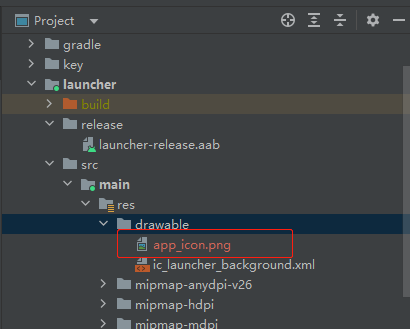 Project
gradle
key
launcher
build
release
launcher-release.aab
src
main
res
drawable
app_icon.png
ic_launcher_background.xml
mipmap-anydpi-v26
mipmap-hdpi
mipmap-mdpi